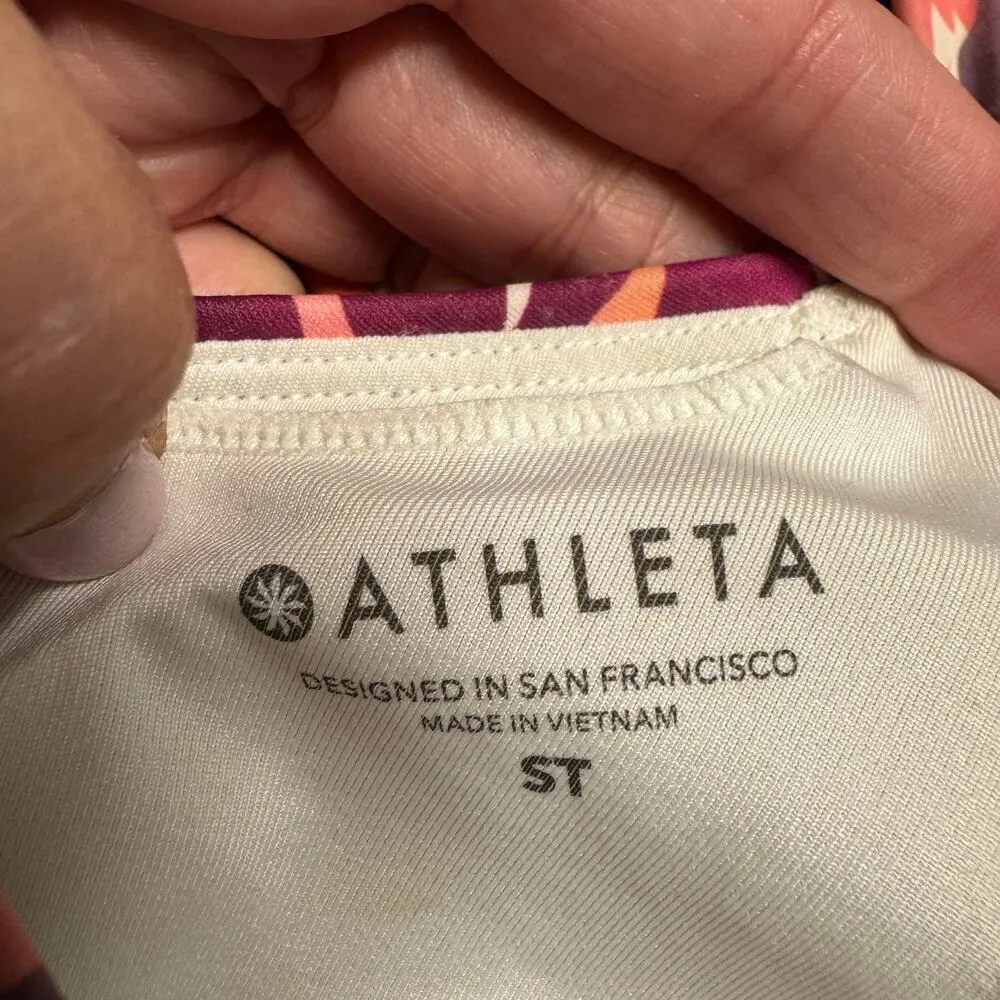 ATHLETA
DESIGNED IN SAN FRANCISCO
MADE IN VIETNAM
ST